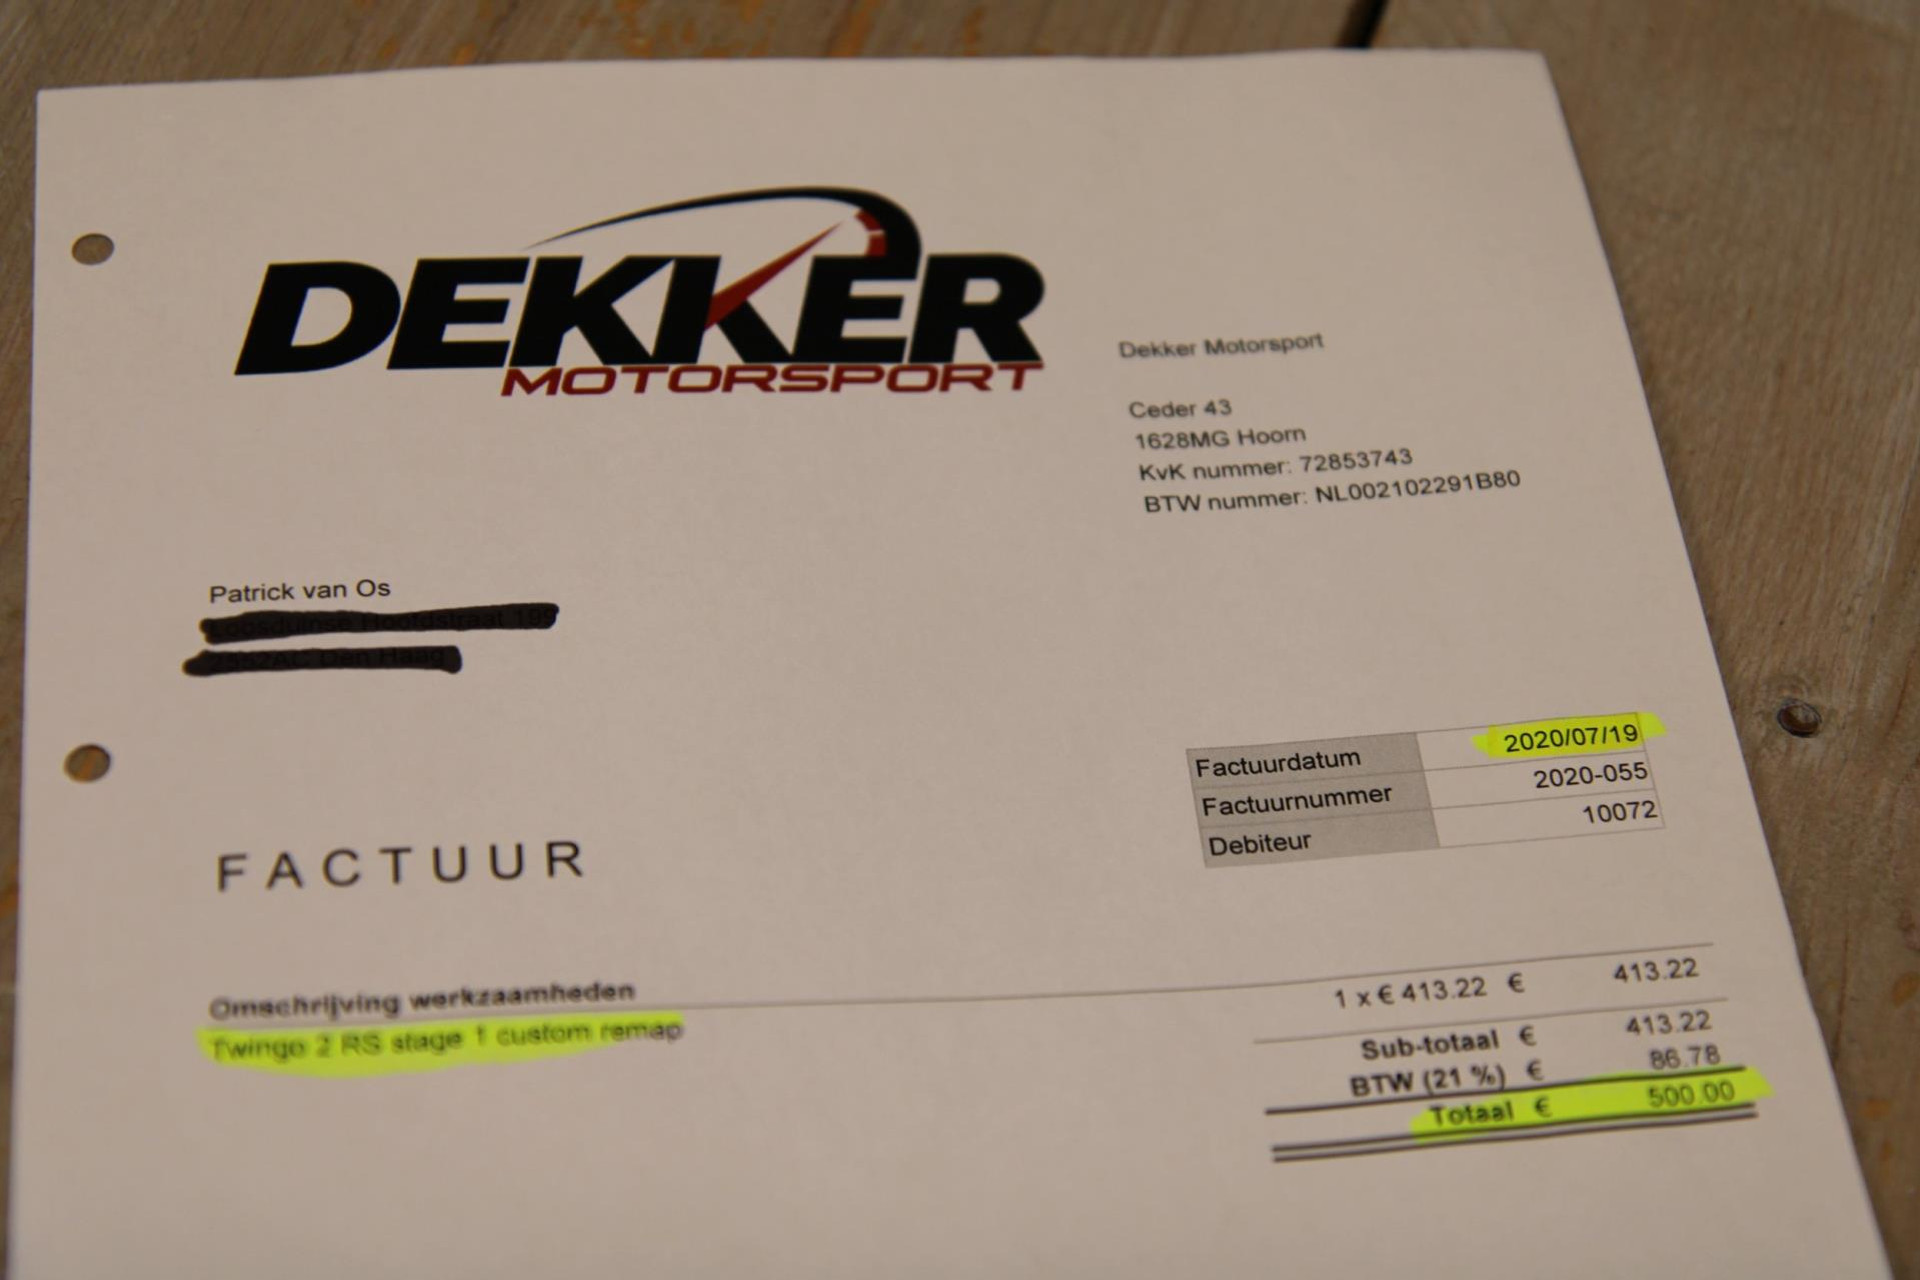 DEKKER
MOTORSPORT
Dekker Motorsport
Ceder 43
1628MG Hoorn
KvK nummer: 72853743
BTW nummer: NL002102291B80
Patrick van Os
Factuurdatum 2020/07/19
Factuurnummer 2020-055
Debiteur 10072
FACTUUR
Omschrijving werkzaamheden
Twingo 2 RS stage 1 custom remap 1 x € 413.22 € 413.22
Sub-totaal € 413.22
BTW (21 %) € 86.78
Totaal € 500.00